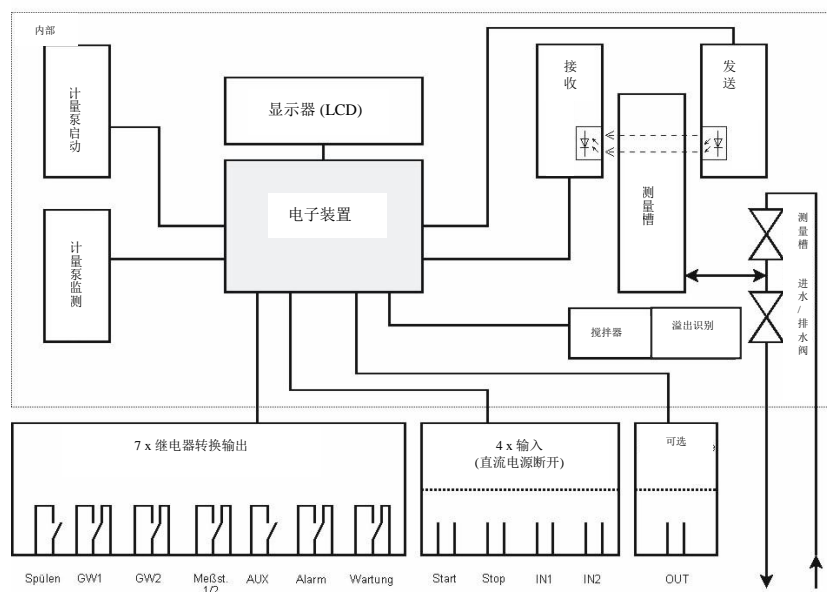 内部
计量泵启动
显示器 (LCD)
接收
发送
电子装置
测量槽
测量槽
计量泵监测
进水/排水阀
搅拌器
溢出识别
7 x 继电器转换输出
4 x 输入
(直流电源断开)
可选
Spülen GW1 GW2 Meßst. AUX Alarm Wartung Start Stop IN1 IN2 OUT
1/2